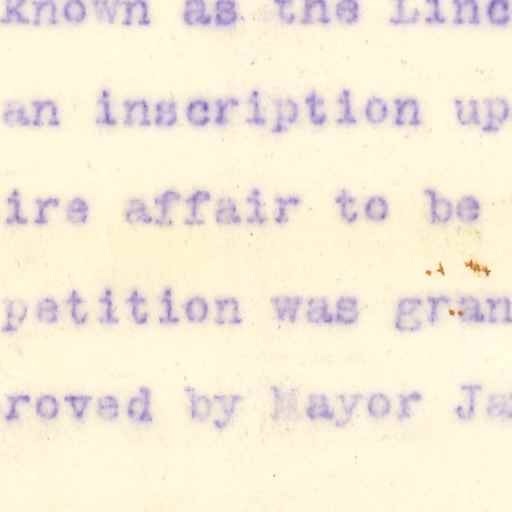 known as the Linc
an inscription up
ire affair to be
petition was gran
roved by Mayor Ja